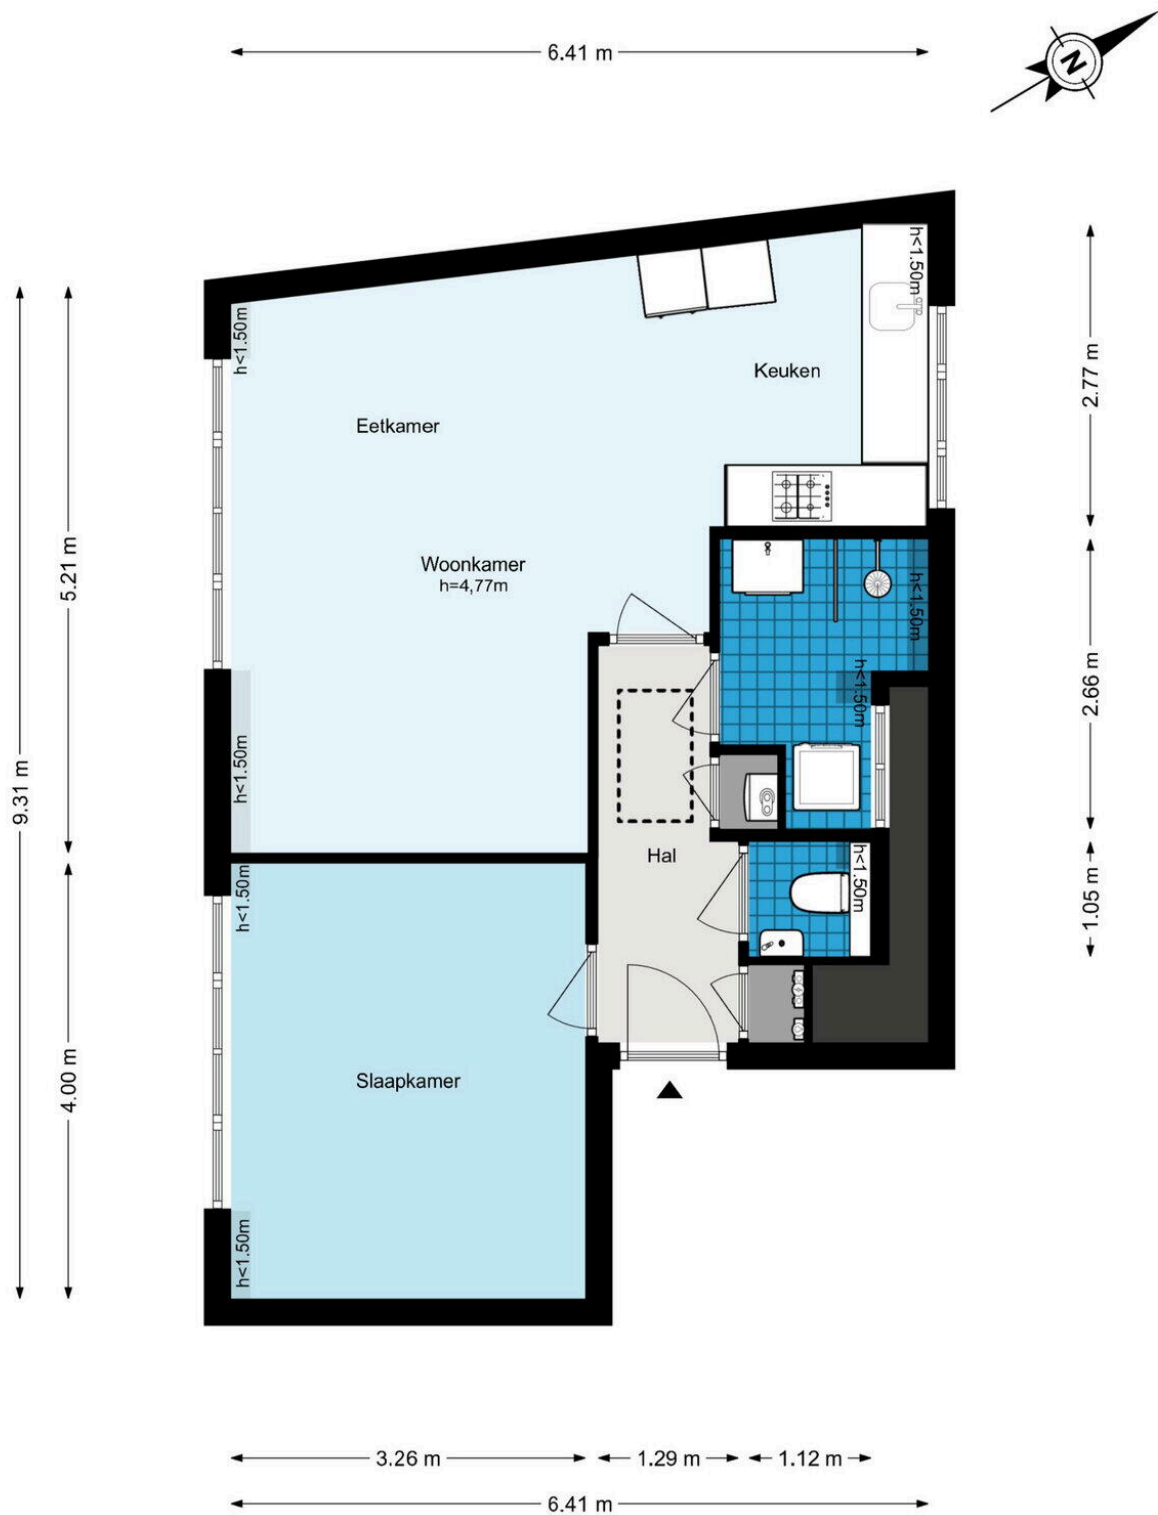 6.41 m
N
h<1.50m
h<1.50m
Keuken
2.77 m
Eetkamer
5.21 m
Woonkamer
h=4,77m
h<1.50m
h<1.50m
2.66 m
h<1.50m
9.31 m
Hal
h<1.50m
h<1.50m
1.05 m
4.00 m
Slaapkamer
h<1.50m
3.26 m
1.29 m
1.12 m
6.41 m